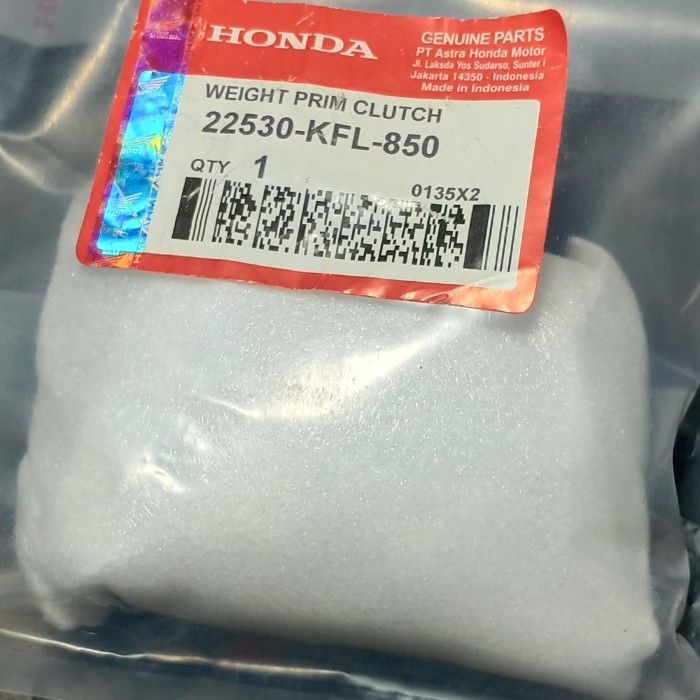 HONDA
GENUINE PARTS
PT Astra Honda Motor
Jl. Laksda Yos Sudarso, Sunter I
Jakarta 14350 - Indonesia
Made in Indonesia
WEIGHT PRIM CLUTCH
22530-KFL-850
QTY 1
0135X2